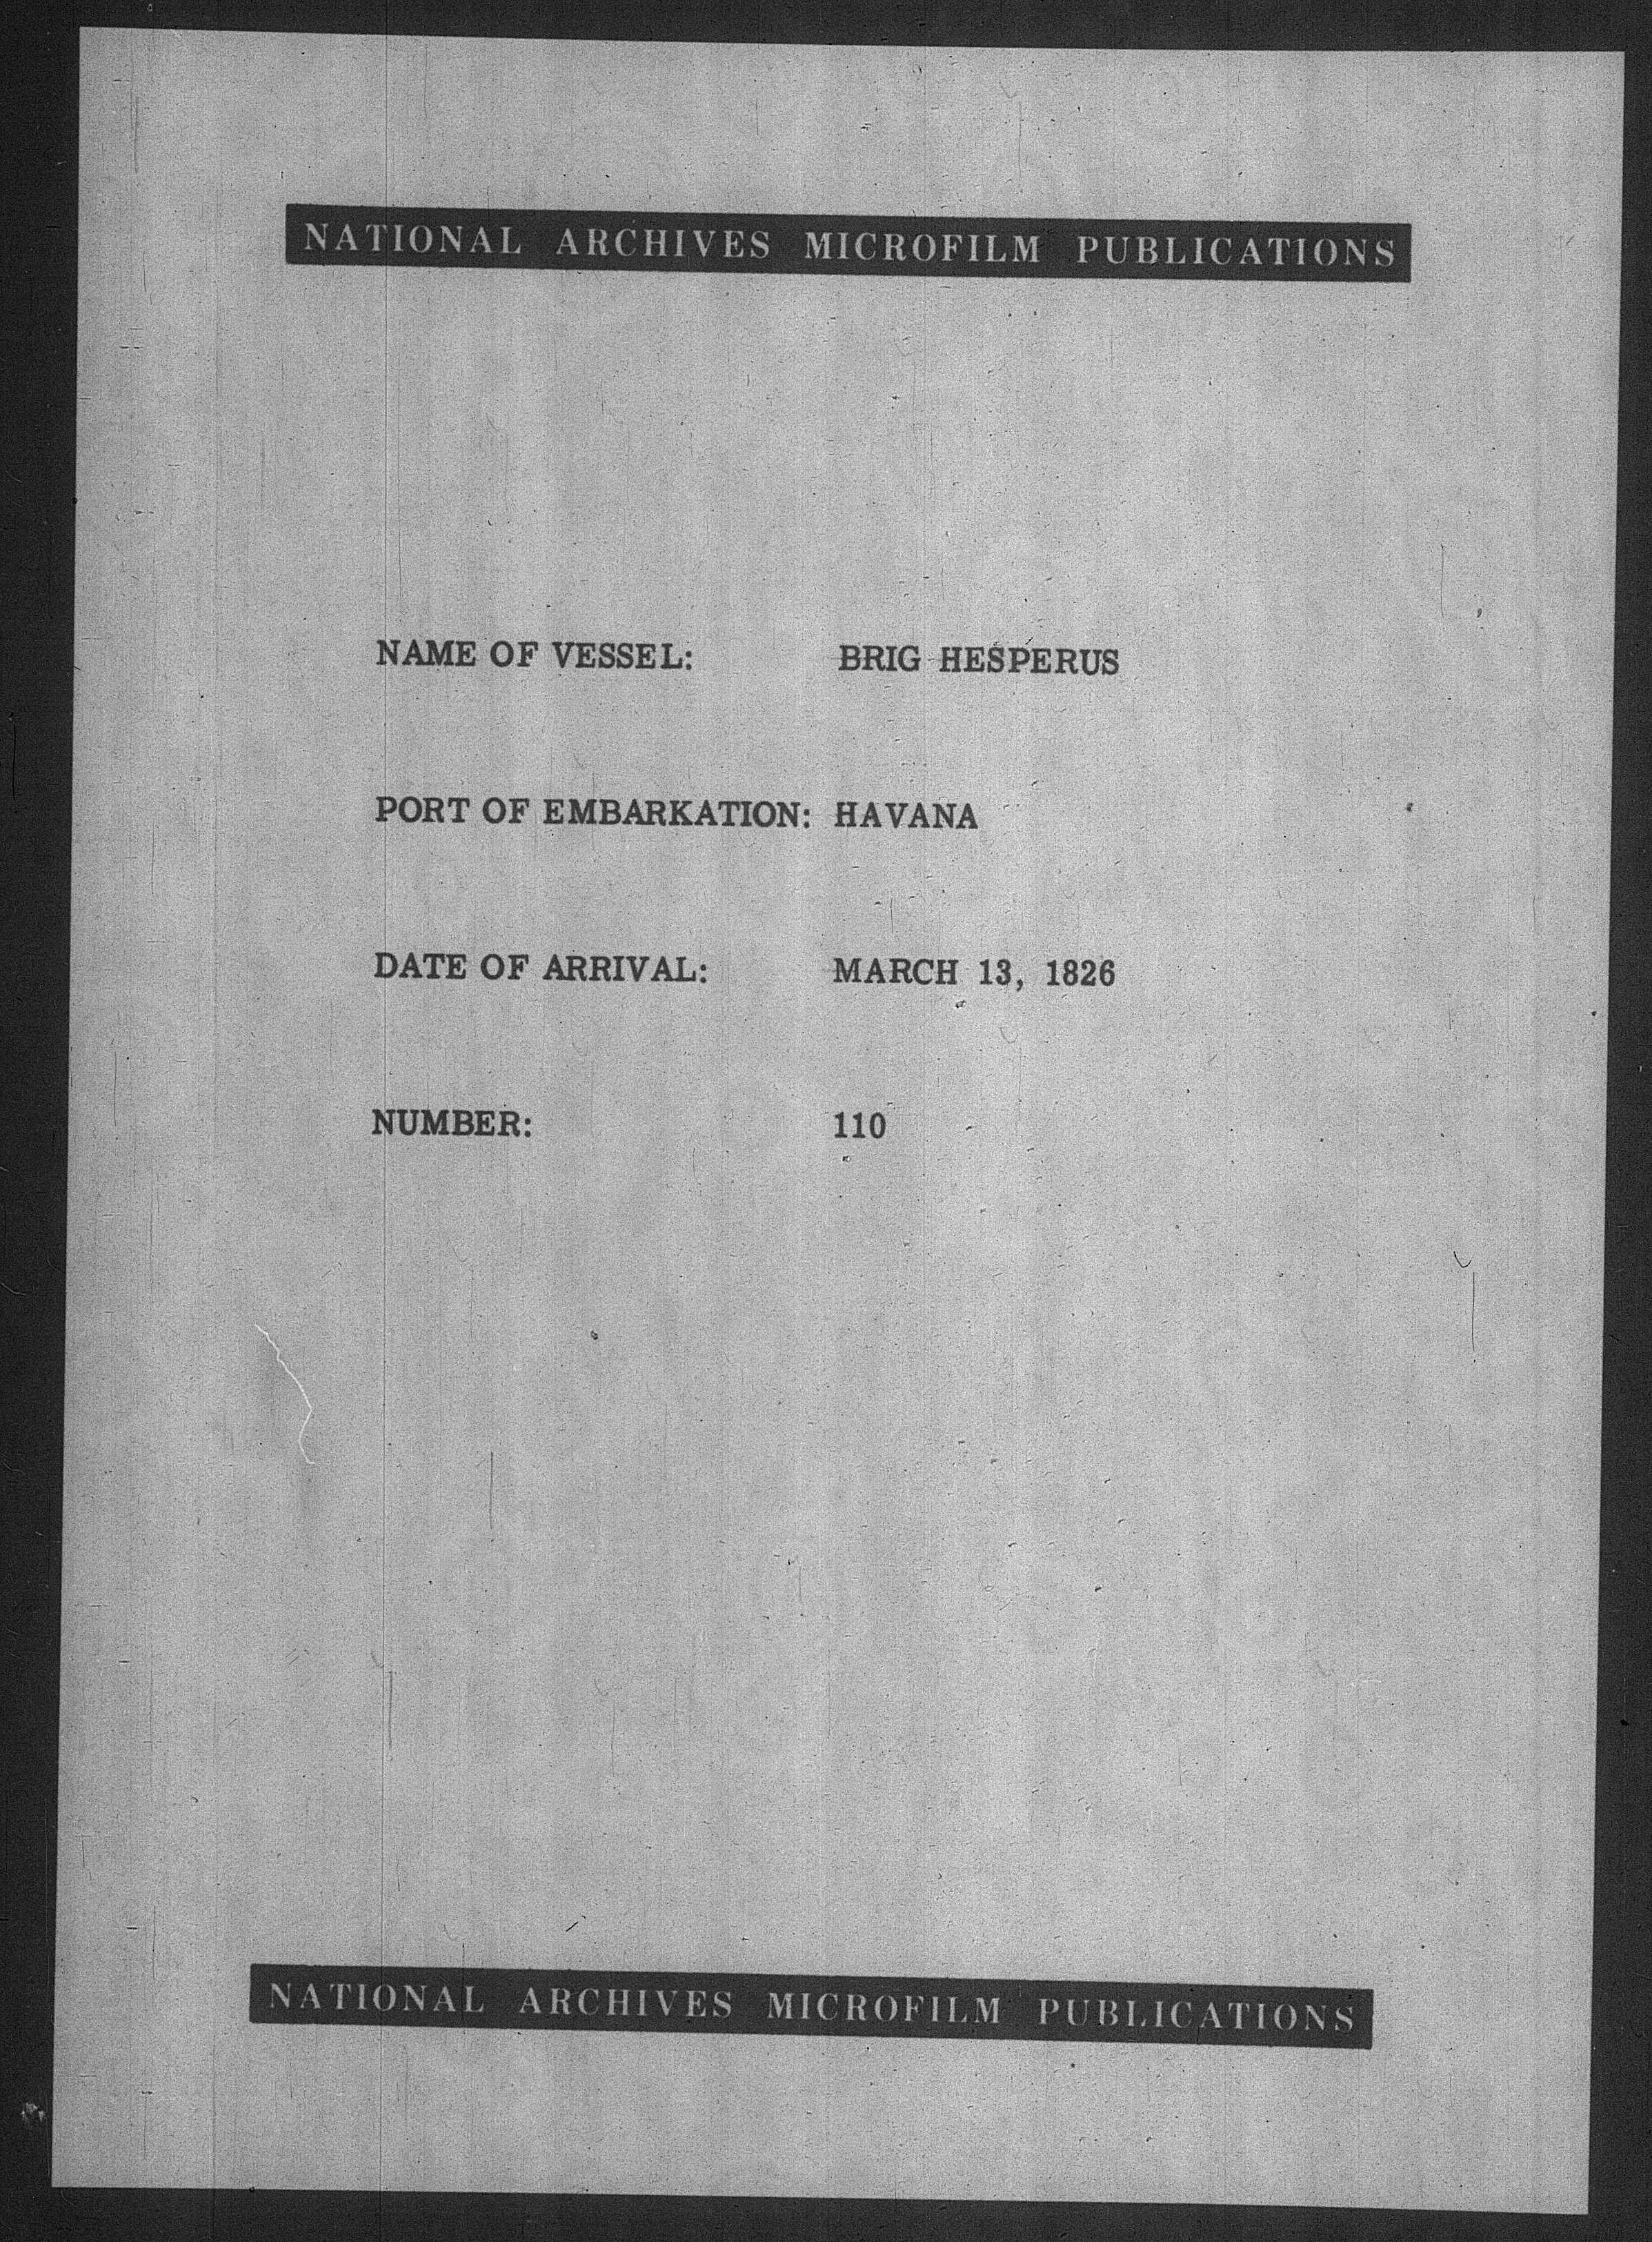 NATIONAL ARCHIVES MICROFILM PUBLICATIONS
NAME OF VESSEL: BRIG HESPERUS
PORT OF EMBARKATION: HAVANA
DATE OF ARRIVAL: MARCH 13, 1826
NUMBER: 110
NATIONAL ARCHIVES MICROFILM PUBLICATIONS